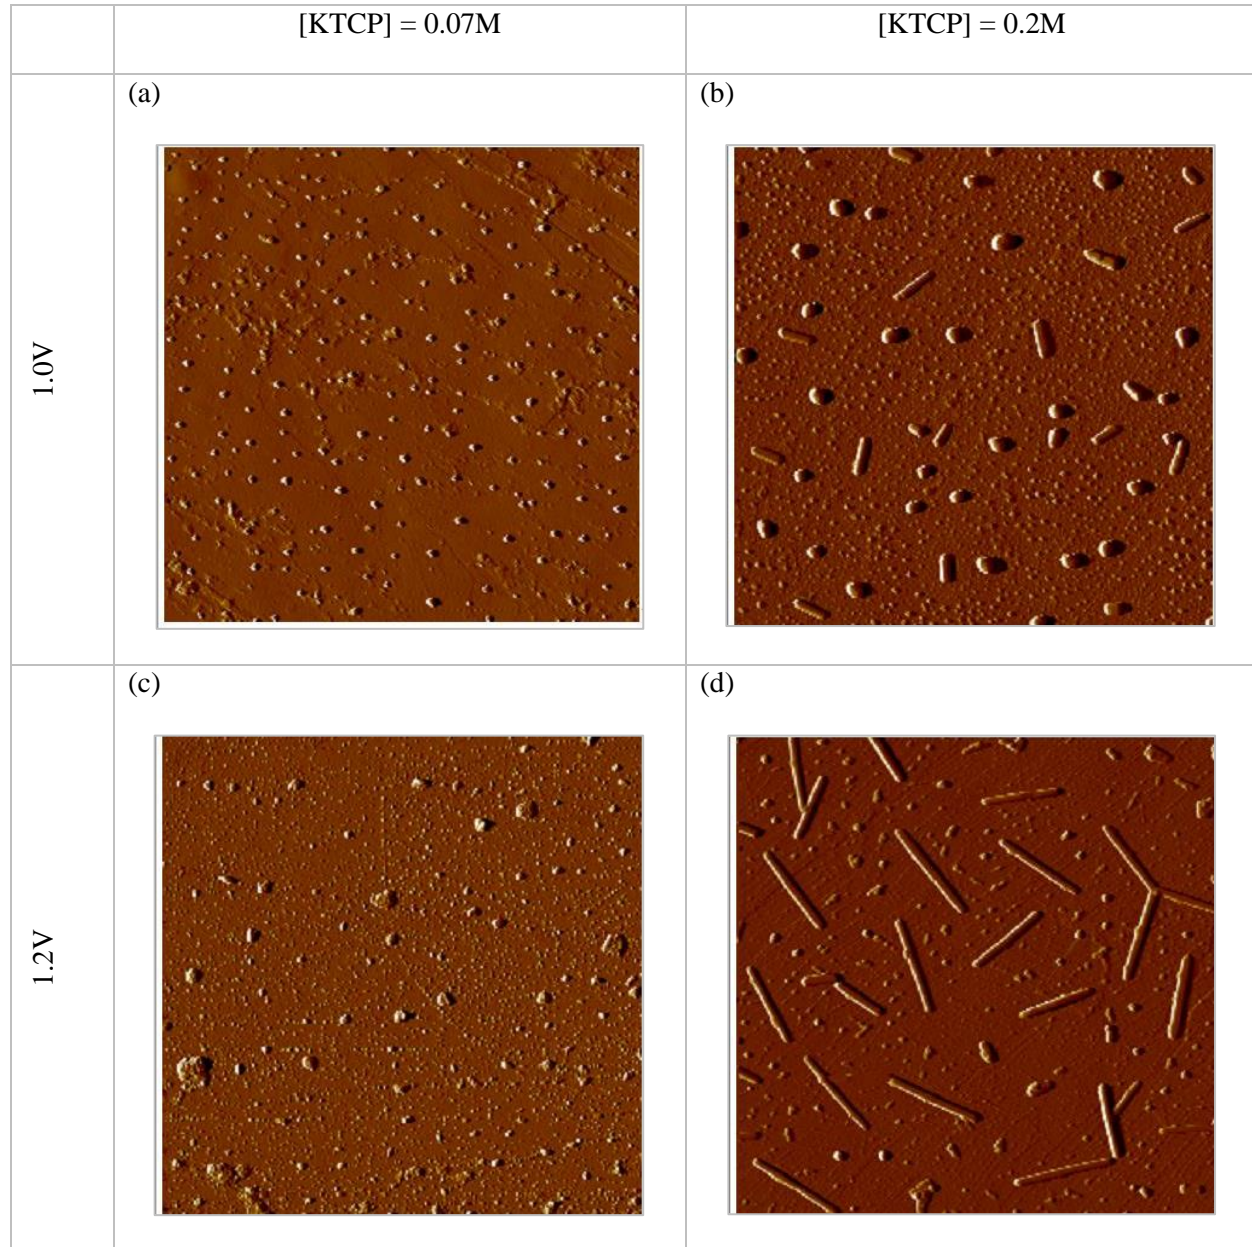 [KTCP] = 0.07M
[KTCP] = 0.2M
1.0V
(a)
(b)
1.2V
(c)
(d)